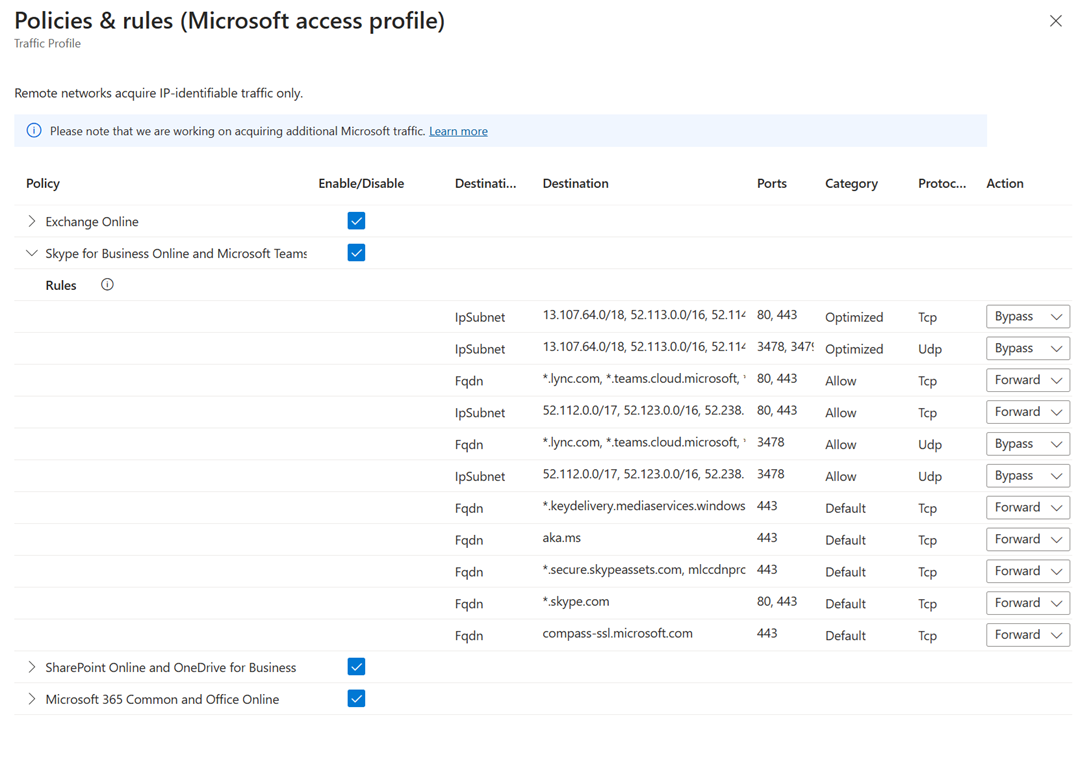 Policies & rules (Microsoft access profile)
Traffic Profile
Remote networks acquire IP-identifiable traffic only.
Please note that we are working on acquiring additional Microsoft traffic. Learn more
Policy Enable/Disable Destinati... Destination Ports Category Protoc... Action
Exchange Online
Skype for Business Online and Microsoft Teams
Rules
IpSubnet 13.107.64.0/18, 52.113.0.0/16, 52.114 80, 443 Optimized Tcp Bypass
IpSubnet 13.107.64.0/18, 52.113.0.0/16, 52.114 3478, 3479 Optimized Udp Bypass
Fqdn *.lync.com, *.teams.cloud.microsoft, * 80, 443 Allow Tcp Forward
IpSubnet 52.112.0.0/17, 52.123.0.0/16, 52.238. 80, 443 Allow Tcp Forward
Fqdn *.lync.com, *.teams.cloud.microsoft, * 3478 Allow Udp Bypass
IpSubnet 52.112.0.0/17, 52.123.0.0/16, 52.238. 3478 Allow Udp Bypass
Fqdn *.keydelivery.mediaservices.windows 443 Default Tcp Forward
Fqdn aka.ms 443 Default Tcp Forward
Fqdn *.secure.skypeassets.com, mlccdnprc 443 Default Tcp Forward
Fqdn *.skype.com 80, 443 Default Tcp Forward
Fqdn compass-ssl.microsoft.com 443 Default Tcp Forward
SharePoint Online and OneDrive for Business
Microsoft 365 Common and Office Online